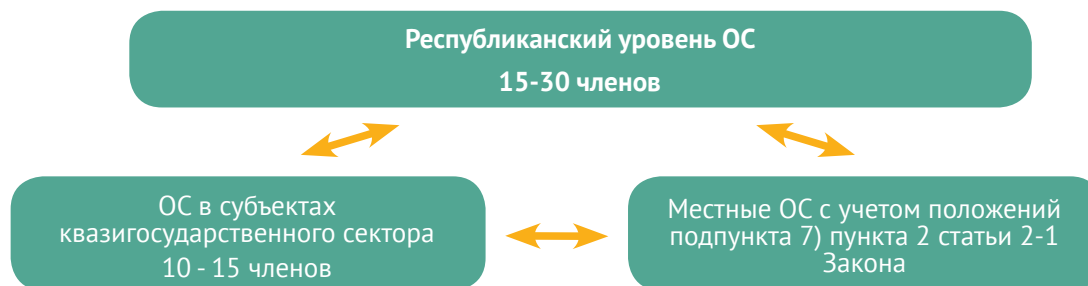 Республиканский уровень ОС
15-30 членов
ОС в субъектах
квазигосударственного сектора
10 - 15 членов
Местные ОС с учетом положений
подпункта 7) пункта 2 статьи 2-1
Закона